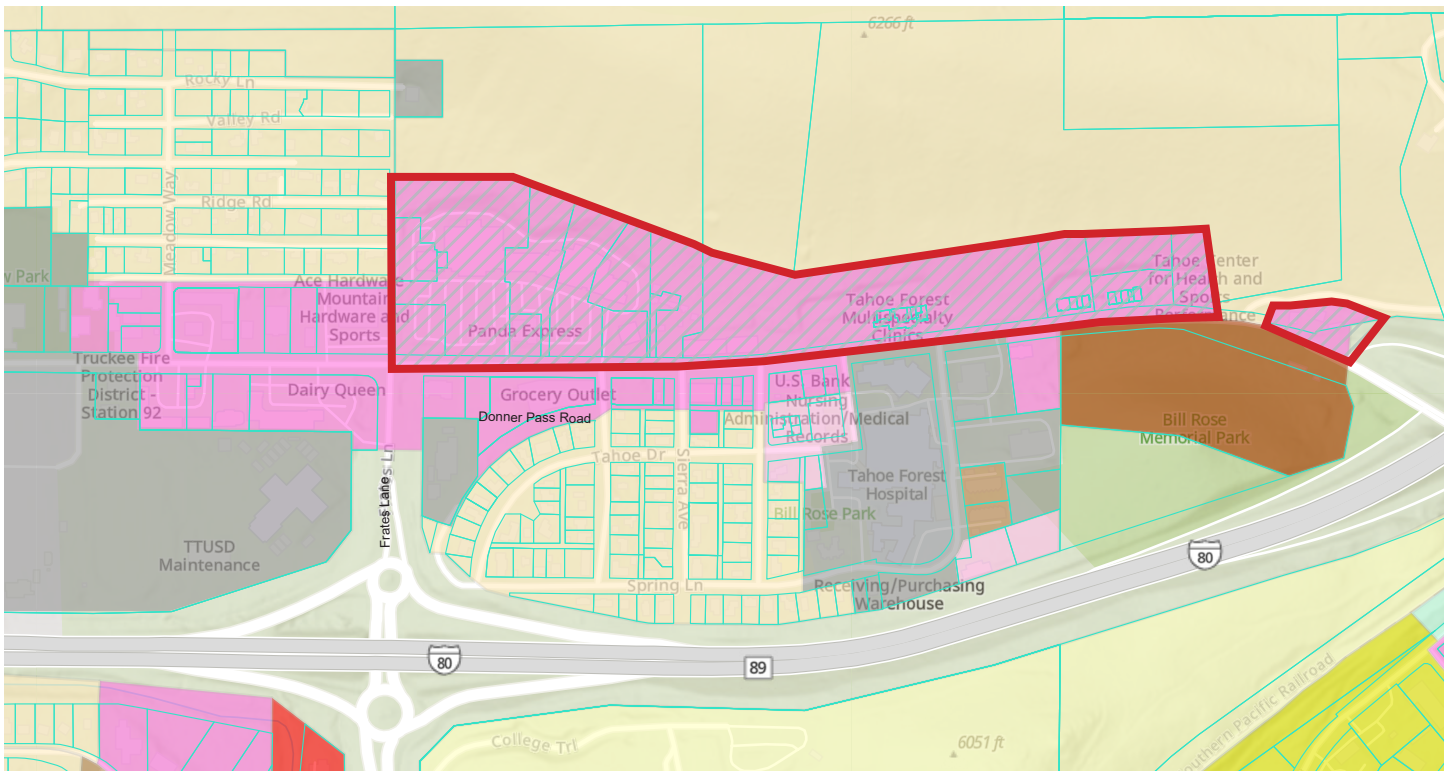 6266 ft
Rocky Ln
Valley Rd
Meadow Way
Ridge Rd
w Park
Ace Hardware
Mountain
Hardware and
Sports
Panda Express
Tahoe Forest
Multispecialty
Clinics
Tahoe Center
for Health and
Sports
Performance
Truckee Fire
Protection
District -
Station 92
Dairy Queen
Grocery Outlet
Donner Pass Road
U.S. Bank
Nursing
Administration/Medical
Records
Bill Rose
Memorial Park
Tahoe Dr
Sierra Ave
Frates Lane
Tahoe Forest
Hospital
Bill Rose Park
TTUSD
Maintenance
Spring Ln
Receiving/Purchasing
Warehouse
80
80
89
College Trl
6051 ft
outhern Pacific Railroad